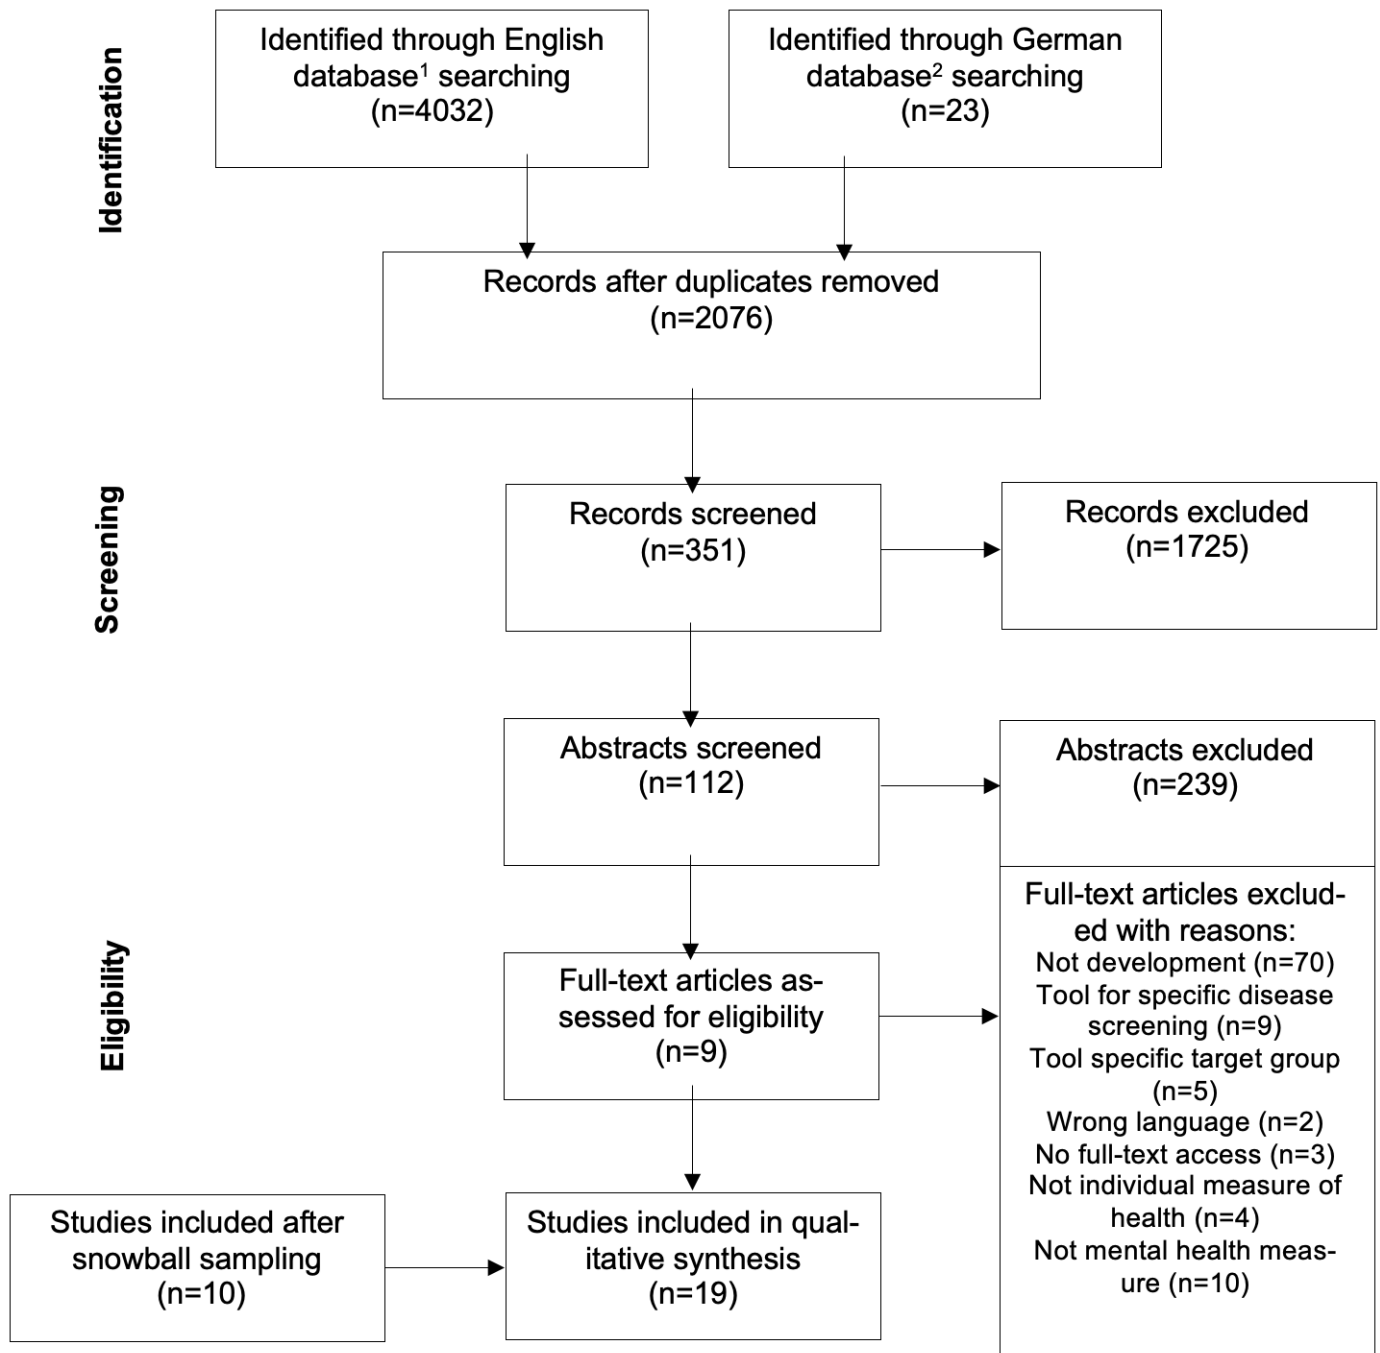 Identification
Identified through English
database¹ searching
(n=4032)
Identified through German
database² searching
(n=23)
Records after duplicates removed
(n=2076)
Screening
Records screened
(n=351)
Records excluded
(n=1725)
Abstracts screened
(n=112)
Abstracts excluded
(n=239)
Eligibility
Full-text articles as-
sessed for eligibility
(n=9)
Full-text articles exclud-
ed with reasons:
Not development (n=70)
Tool for specific disease
screening (n=9)
Tool specific target group
(n=5)
Wrong language (n=2)
No full-text access (n=3)
Not individual measure of
health (n=4)
Not mental health meas-
ure (n=10)
Studies included after
snowball sampling
(n=10)
Studies included in qual-
itative synthesis
(n=19)